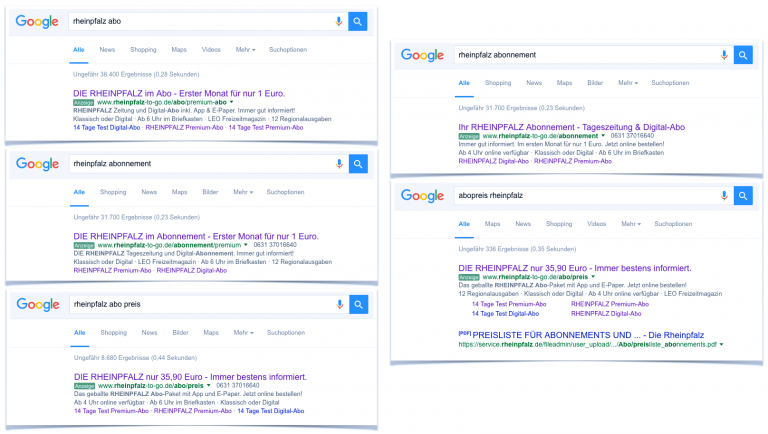 Google rheinpfalz abo
Alle News Shopping Maps Videos Mehr Suchoptionen
Ungefähr 38.400 Ergebnisse (0,28 Sekunden)
DIE RHEINPFALZ im Abo - Erster Monat für nur 1 Euro.
Anzeige www.rheinpfalz-to-go.de/abo/premium-abo
RHEINPFALZ Zeitung und Digital-Abo inkl. App & E-Paper. Immer gut informiert!
Klassisch oder Digital · Ab 6 Uhr im Briefkasten · LEO Freizeitmagazin · 12 Regionalausgaben
14 Tage Test Digital-Abo · RHEINPFALZ Premium-Abo · 14 Tage Test Premium-Abo
Google rheinpfalz abonnement
Alle Shopping News Maps Bilder Mehr Suchoptionen
Ungefähr 31.700 Ergebnisse (0,23 Sekunden)
DIE RHEINPFALZ im Abonnement - Erster Monat für nur 1 Euro.
Anzeige www.rheinpfalz-to-go.de/abonnement/premium 0631 37016640
DIE RHEINPFALZ Tageszeitung und Digital-Abonnement. Immer gut informiert!
Klassisch oder Digital · LEO Freizeitmagazin · Ab 6 Uhr im Briefkasten · 12 Regionalausgaben
RHEINPFALZ Premium-Abo · RHEINPFALZ Digital-Abo
Google rheinpfalz abo preis
Alle Shopping News Bilder Maps Mehr Suchoptionen
Ungefähr 8.680 Ergebnisse (0,44 Sekunden)
DIE RHEINPFALZ nur 35,90 Euro - Immer bestens informiert.
Anzeige www.rheinpfalz-to-go.de/abo/preis 0631 37016640
Das geballte RHEINPFALZ Abo-Paket mit App und E-Paper. Jetzt online bestellen!
Ab 4 Uhr online verfügbar · Ab 6 Uhr im Briefkasten · Klassisch oder Digital
14 Tage Test Premium-Abo · RHEINPFALZ Premium-Abo · 14 Tage Test Digital-Abo
Google rheinpfalz abonnement
Alle Shopping News Maps Bilder Mehr Suchoptionen
Ungefähr 31.700 Ergebnisse (0,23 Sekunden)
Ihr RHEINPFALZ Abonnement - Tageszeitung & Digital-Abo
Anzeige www.rheinpfalz-to-go.de/abonnement 0631 37016640
Immer gut informiert. Im ersten Monat für nur 1 Euro. Jetzt online bestellen!
Ab 4 Uhr online verfügbar · Klassisch oder Digital · Ab 6 Uhr im Briefkasten
RHEINPFALZ Digital-Abo · RHEINPFALZ Premium-Abo
Google abopreis rheinpfalz
Alle Maps News Shopping Videos Mehr Suchoptionen
Ungefähr 336 Ergebnisse (0,35 Sekunden)
DIE RHEINPFALZ nur 35,90 Euro - Immer bestens informiert.
Anzeige www.rheinpfalz-to-go.de/abo/preis
Das geballte RHEINPFALZ Abo-Paket mit App und E-Paper. Jetzt online bestellen!
12 Regionalausgaben · Klassisch oder Digital · Ab 4 Uhr online verfügbar · LEO Freizeitmagazin
14 Tage Test Premium-Abo RHEINPFALZ Premium-Abo
14 Tage Test Digital-Abo RHEINPFALZ Digital-Abo
[PDF] PREISLISTE FÜR ABONNEMENTS UND ... - Die Rheinpfalz
https://service.rheinpfalz.de/fileadmin/user_upload/.../Abo/preisliste_abonnements.pdf